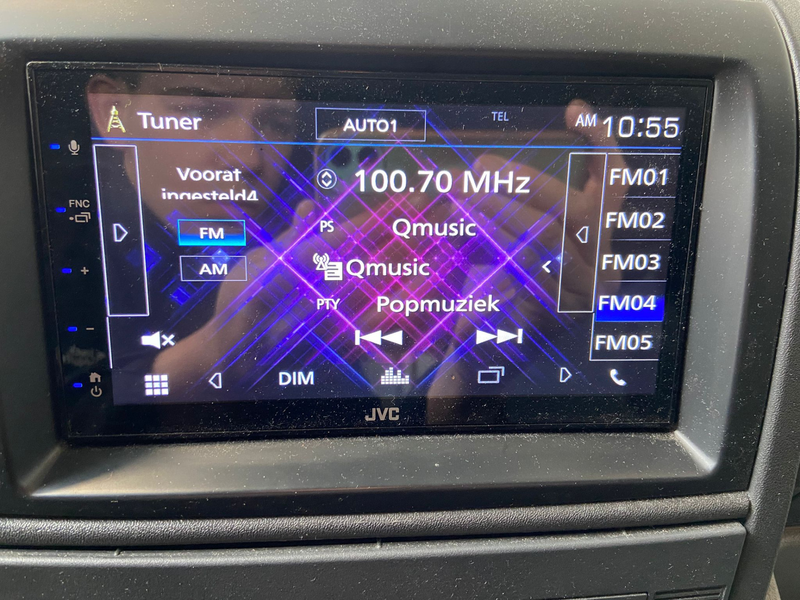 Tuner
AUTO1
TEL
AM 10:55
Voorat
ingesteld4
100.70 MHz
FM01
FNC
FM
PS
Qmusic
FM02
AM
Qmusic
FM03
+
PTY
Popmuziek
FM04
-
FM05
DIM
JVC